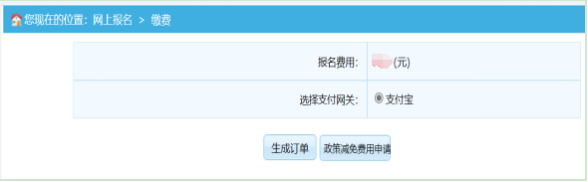 您现在的位置：网上报名 > 缴费
报名费用： (元)
选择支付网关： 支付宝
生成订单 政策减免费用申请